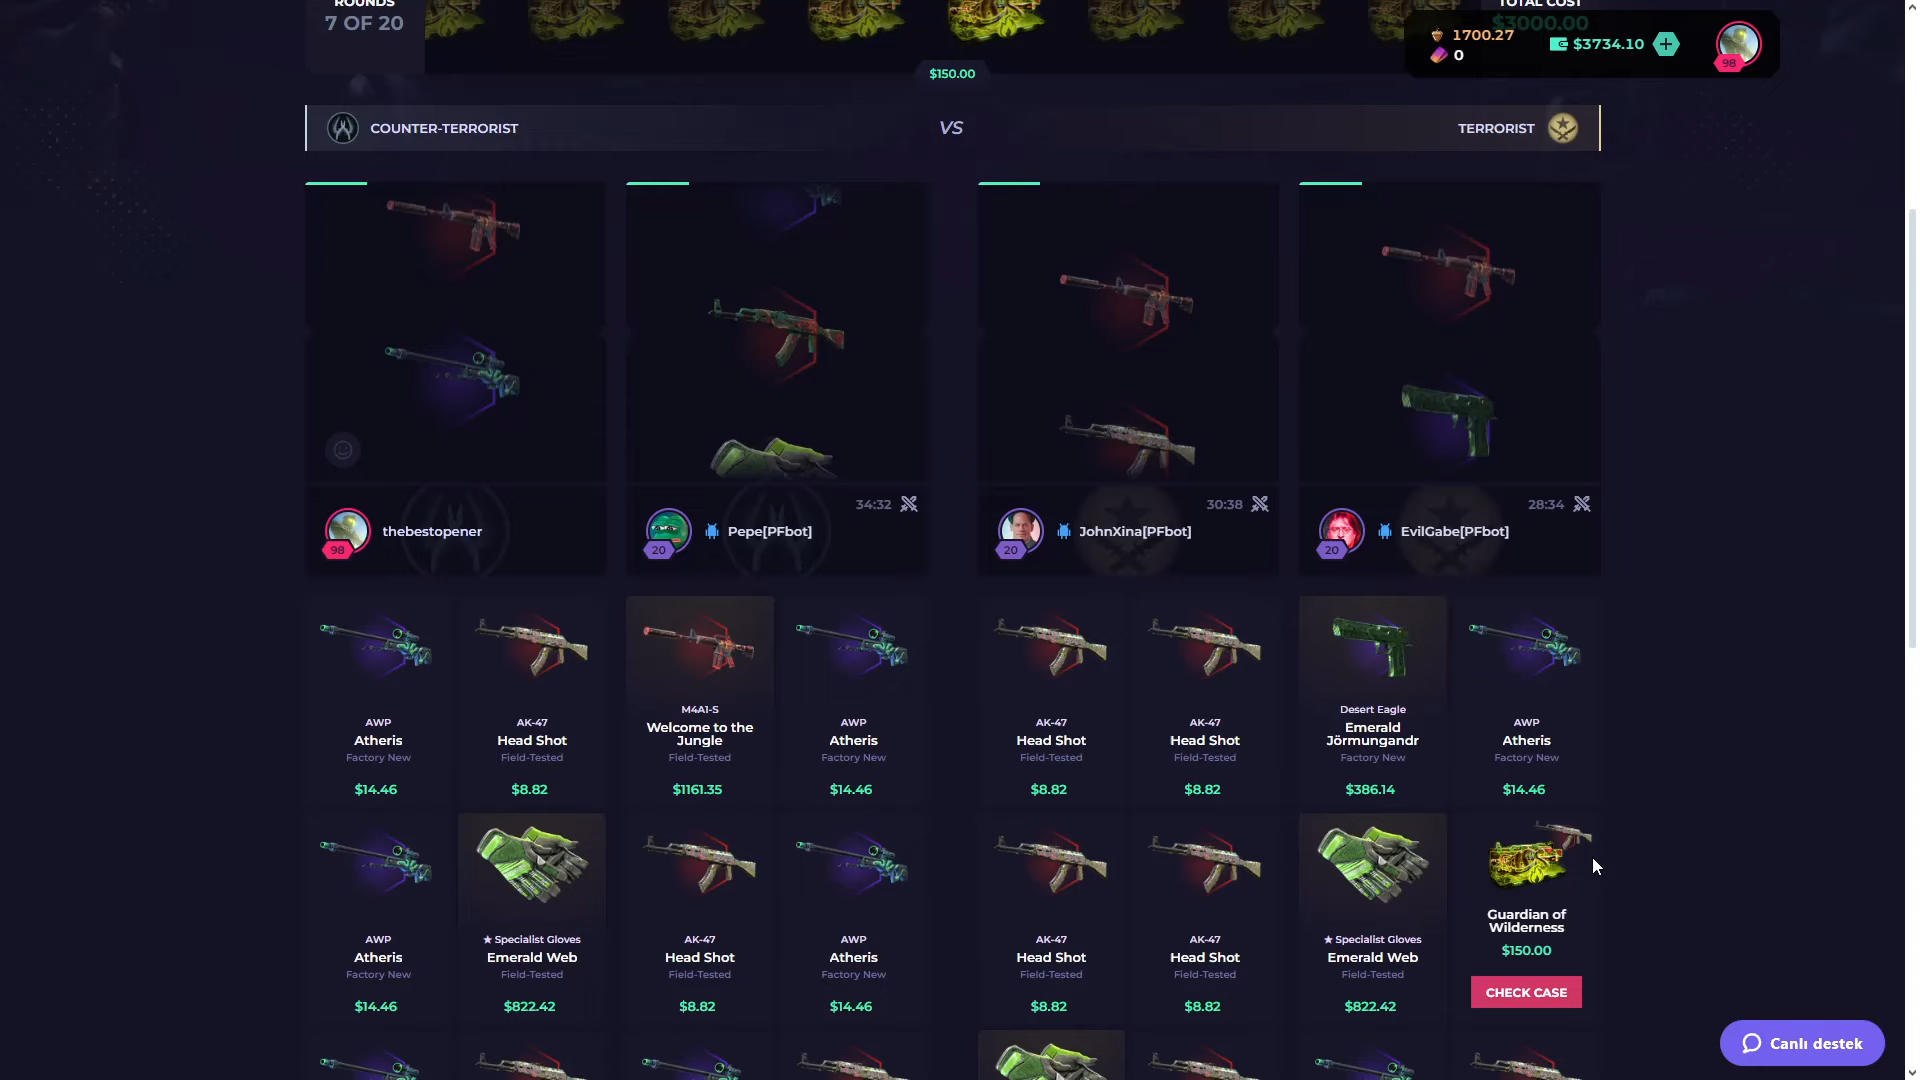 ROUNDS
7 OF 20
TOTAL COST
$3000.00
1700.27
0
$3734.10
98
$150.00
COUNTER-TERRORIST
VS
TERRORIST
98
thebestopener
34:32
20
Pepe[PFbot]
30:38
20
JohnXina[PFbot]
28:34
20
EvilGabe[PFbot]
AWP
Atheris
Factory New
$14.46
AK-47
Head Shot
Field-Tested
$8.82
M4A1-S
Welcome to the
Jungle
Field-Tested
$1161.35
AWP
Atheris
Factory New
$14.46
AK-47
Head Shot
Field-Tested
$8.82
AK-47
Head Shot
Field-Tested
$8.82
Desert Eagle
Emerald
Jörmungandr
Factory New
$386.14
AWP
Atheris
Factory New
$14.46
AWP
Atheris
Factory New
$14.46
★ Specialist Gloves
Emerald Web
Field-Tested
$822.42
AK-47
Head Shot
Field-Tested
$8.82
AWP
Atheris
Factory New
$14.46
AK-47
Head Shot
Field-Tested
$8.82
AK-47
Head Shot
Field-Tested
$8.82
★ Specialist Gloves
Emerald Web
Field-Tested
$822.42
Guardian of
Wilderness
$150.00
CHECK CASE
Canlı destek